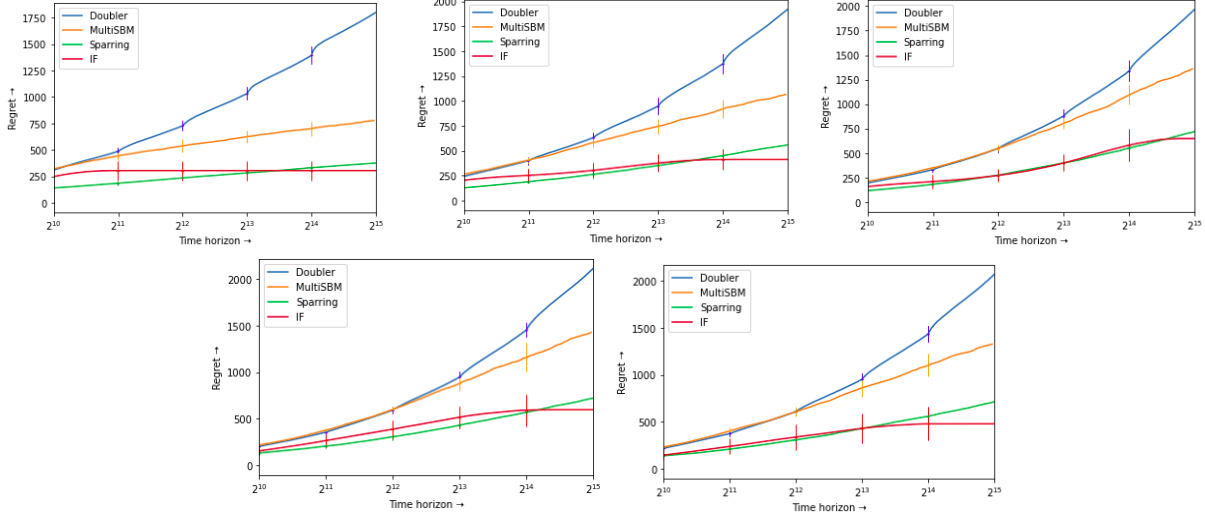 Doubler
MultiSBM
Sparring
IF
Regret →
1750
1500
1250
1000
750
500
250
0
2^10 2^11 2^12 2^13 2^14 2^15
Time horizon →
Doubler
MultiSBM
Sparring
IF
Regret →
2000
1750
1500
1250
1000
750
500
250
0
2^10 2^11 2^12 2^13 2^14 2^15
Time horizon →
Doubler
MultiSBM
Sparring
IF
Regret →
2000
1750
1500
1250
1000
750
500
250
0
2^10 2^11 2^12 2^13 2^14 2^15
Time horizon →
Doubler
MultiSBM
Sparring
IF
Regret →
2000
1500
1000
500
0
2^10 2^11 2^12 2^13 2^14 2^15
Time horizon →
Doubler
MultiSBM
Sparring
IF
Regret →
2000
1500
1000
500
0
2^10 2^11 2^12 2^13 2^14 2^15
Time horizon →